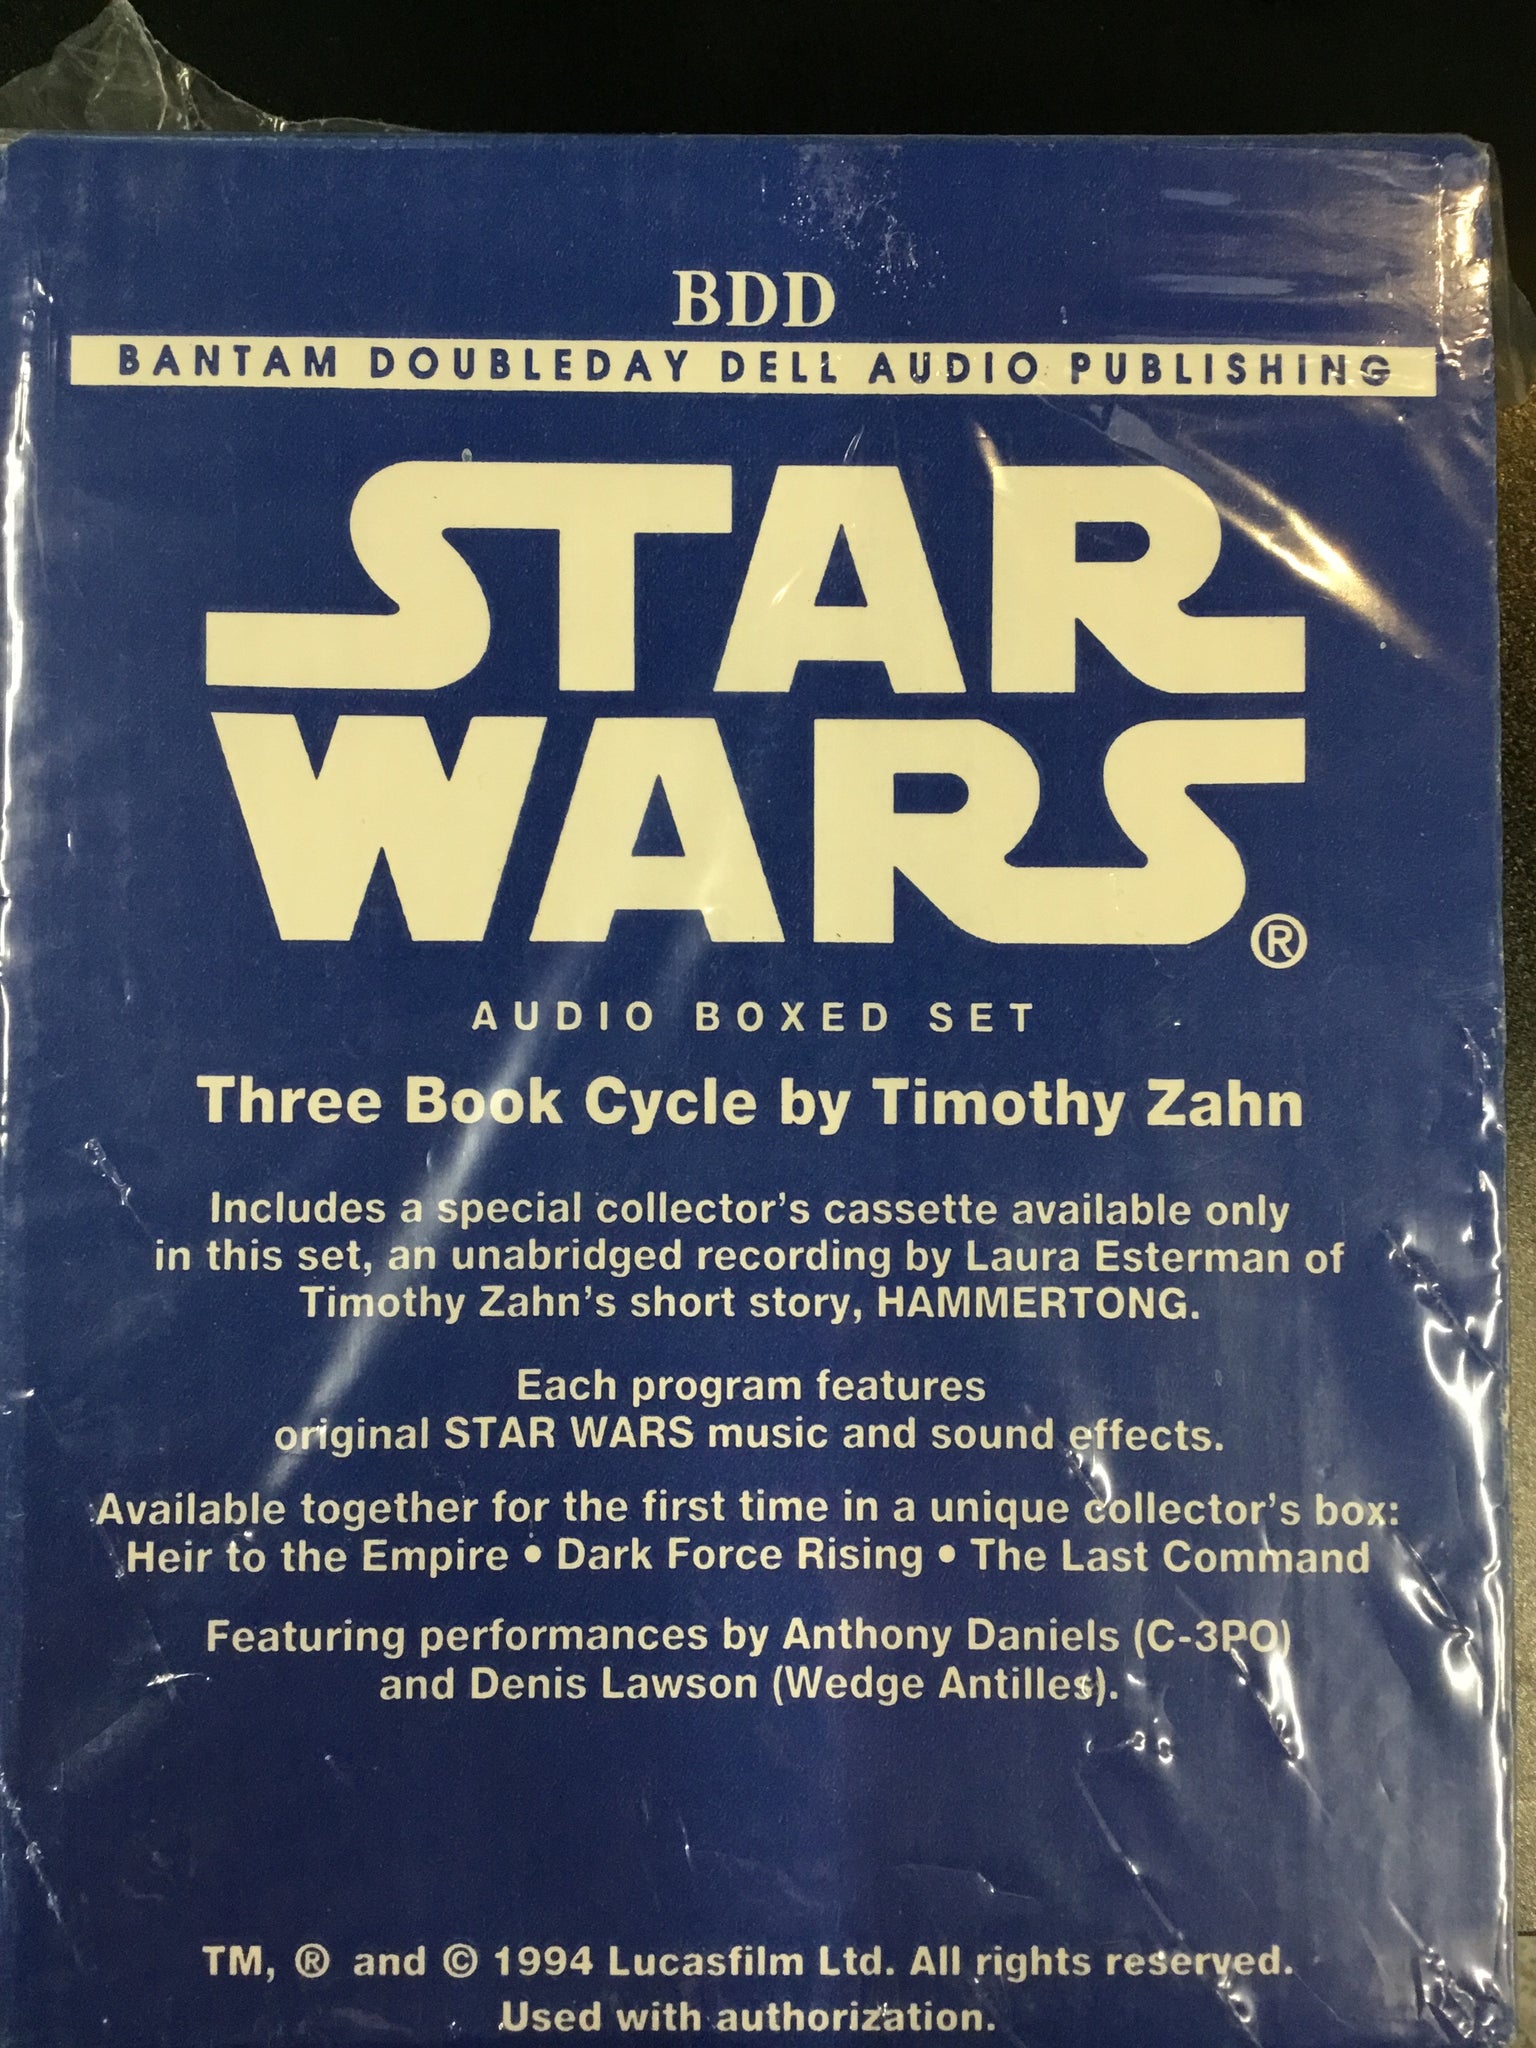 BDD
BANTAM DOUBLEDAY DELL AUDIO PUBLISHING
STAR
WARS®
AUDIO BOXED SET
Three Book Cycle by Timothy Zahn
Includes a special collector's cassette available only
in this set, an unabridged recording by Laura Esterman of
Timothy Zahn's short story, HAMMERTONG.
Each program features
original STAR WARS music and sound effects.
Available together for the first time in a unique collector's box:
Heir to the Empire • Dark Force Rising • The Last Command
Featuring performances by Anthony Daniels (C-3PO)
and Denis Lawson (Wedge Antilles).
TM, ® and © 1994 Lucasfilm Ltd. All rights reserved.
Used with authorization.